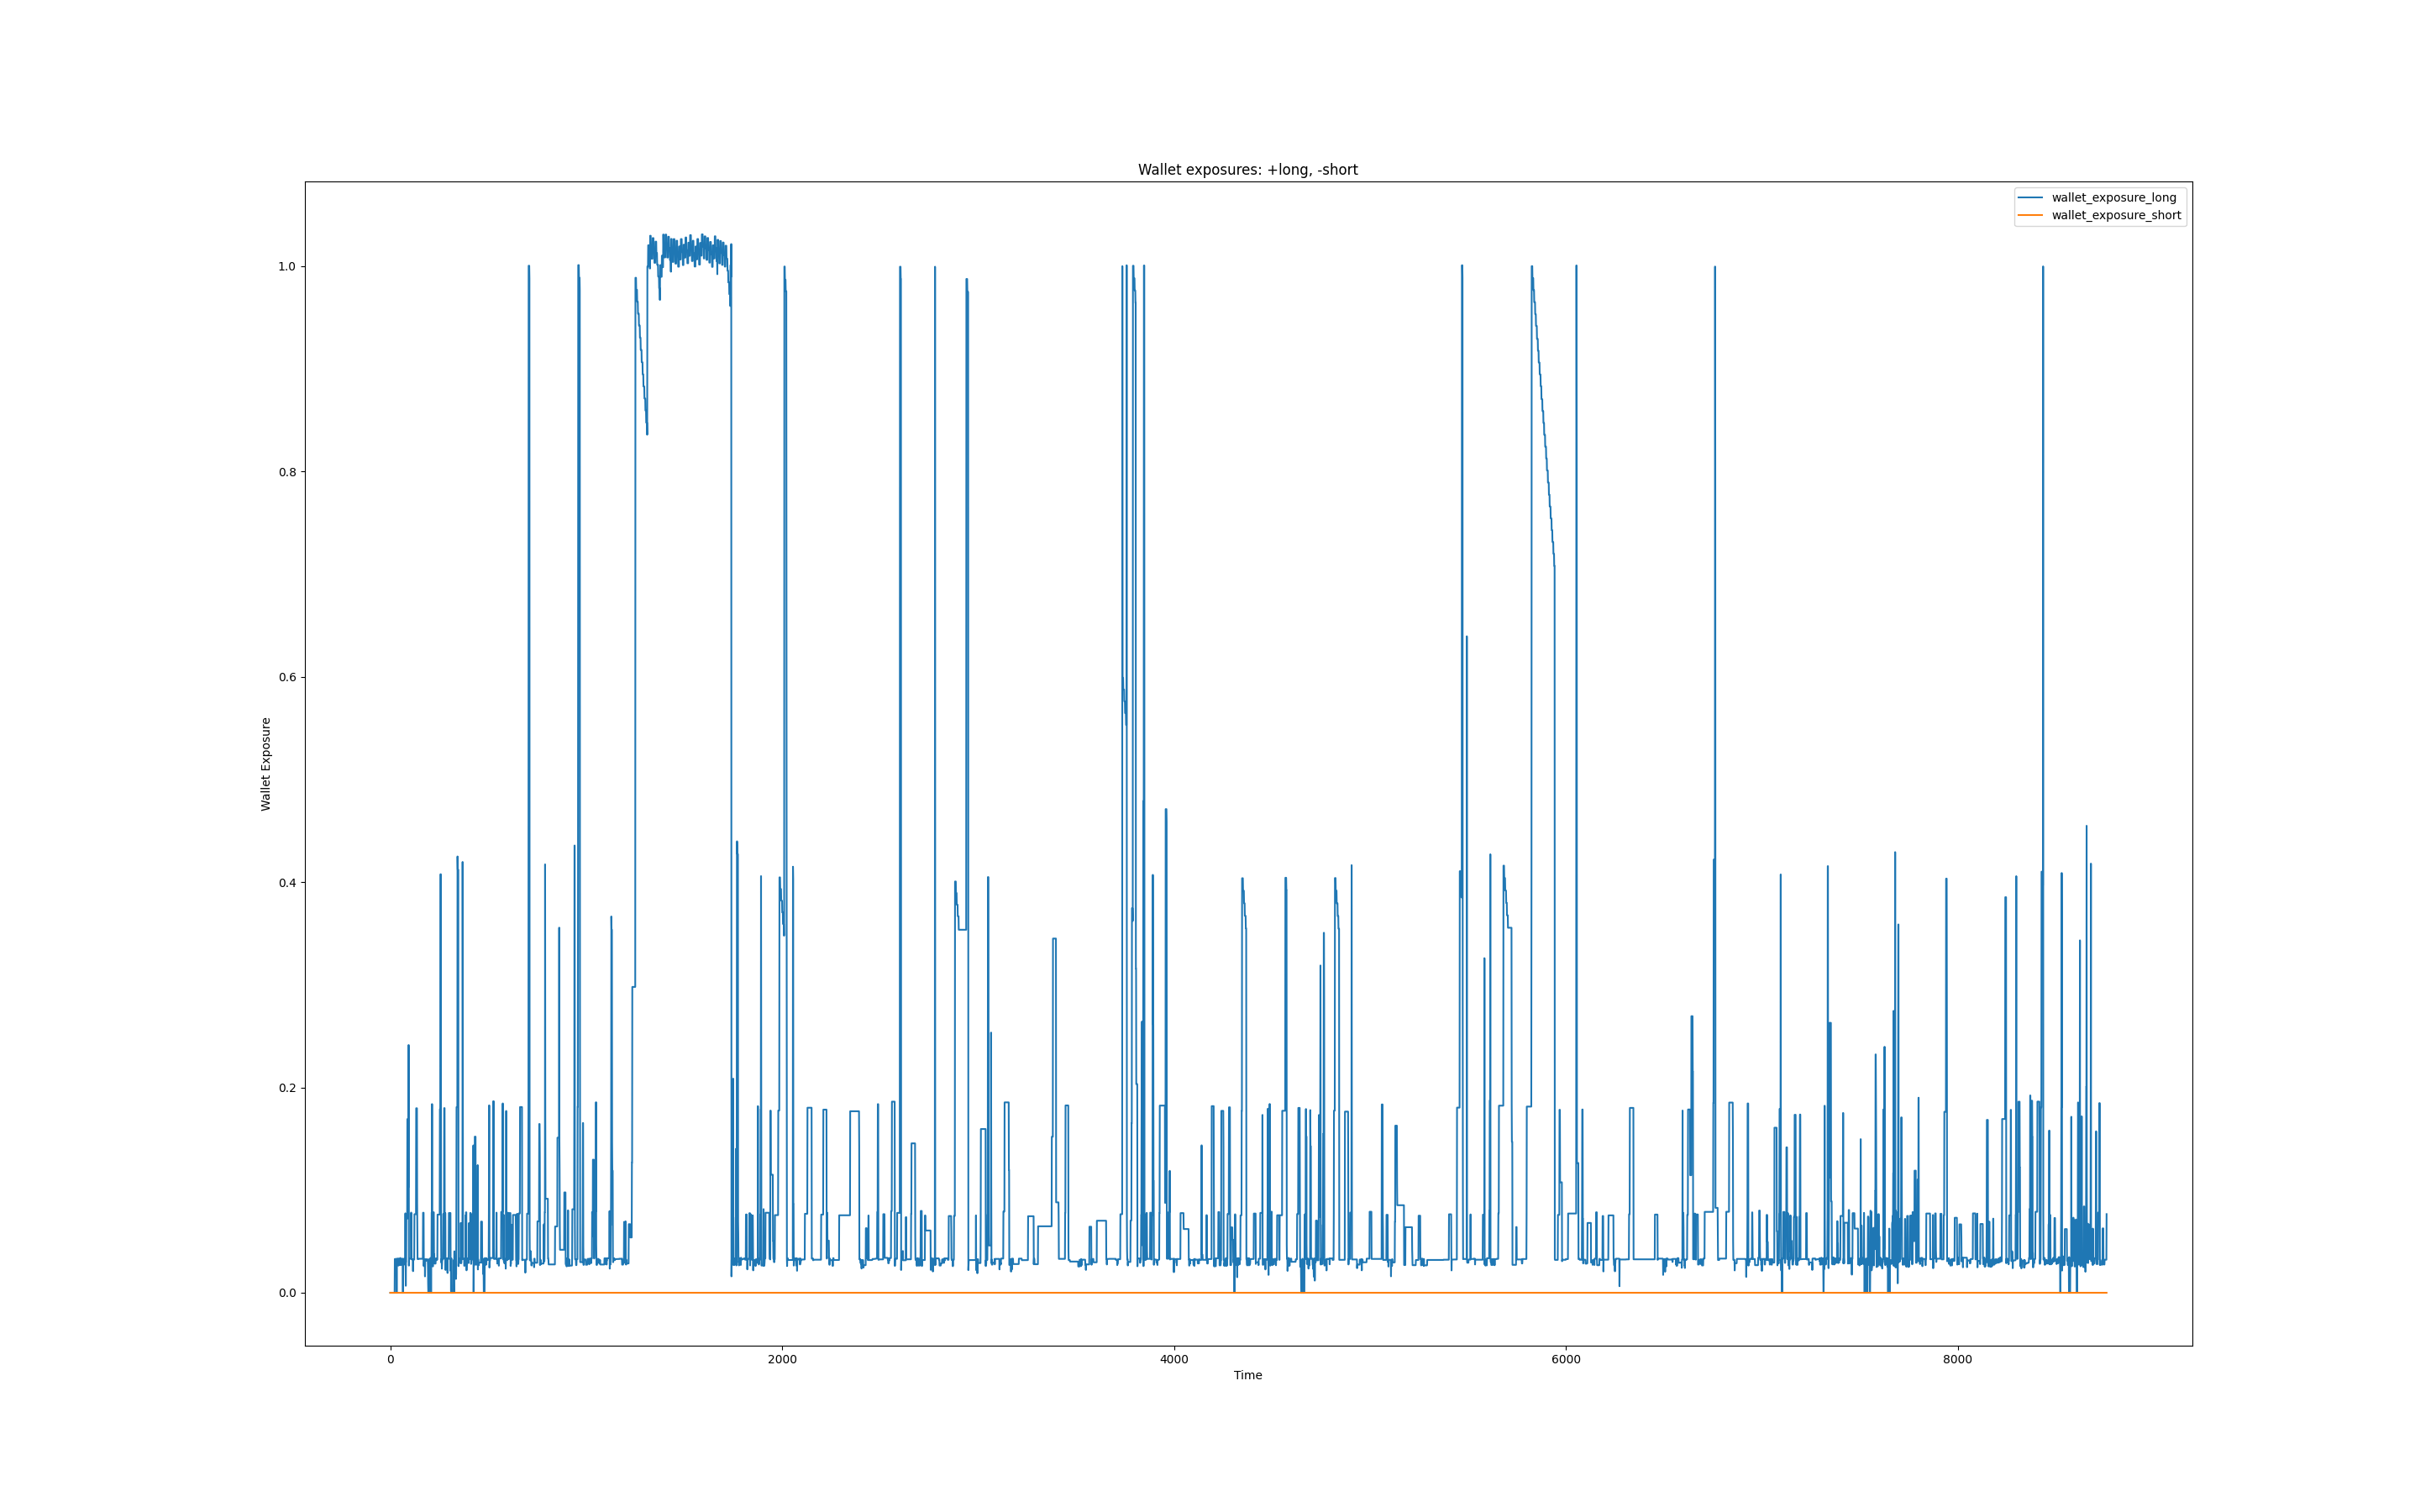 Wallet exposures: +long, -short
wallet_exposure_long
wallet_exposure_short
1.0
0.8
0.6
0.4
0.2
0.0
Wallet Exposure
0 2000 4000 6000 8000
Time